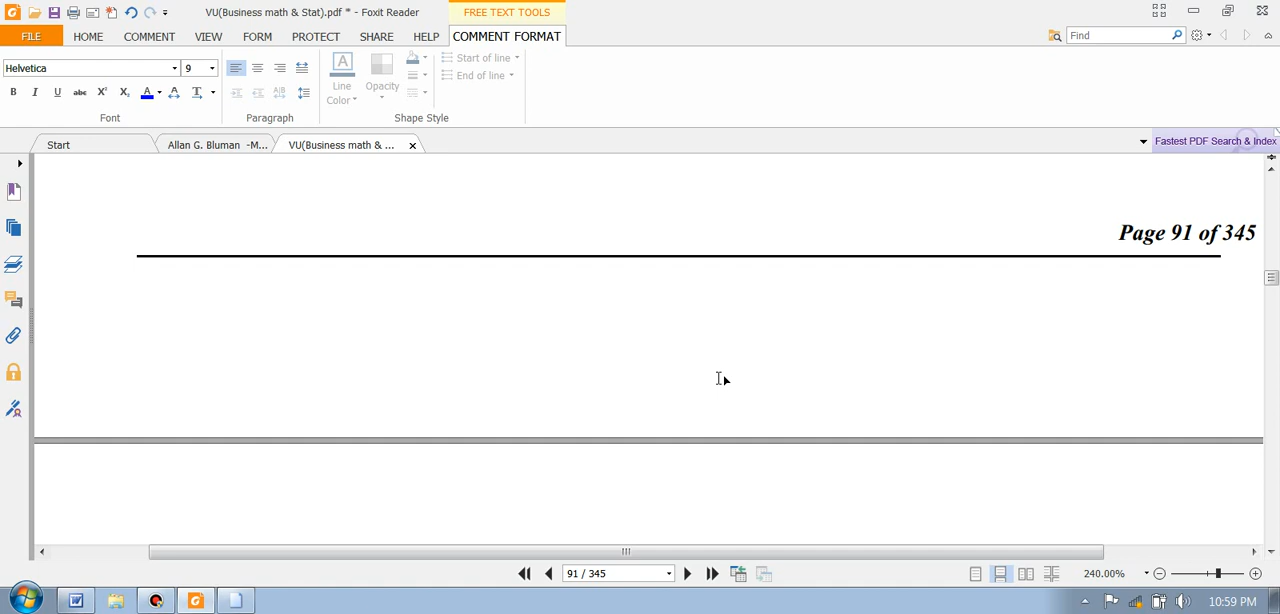 VU(Business math & Stat).pdf * - Foxit Reader
FREE TEXT TOOLS
FILE HOME COMMENT VIEW FORM PROTECT SHARE HELP COMMENT FORMAT
Find
Helvetica 9
B I U abc X² X₂ A A T
Font
Paragraph
A
Line
Color
Opacity
Start of line
End of line
Shape Style
Start
Allan G. Bluman -M...
VU(Business math & ...
Fastest PDF Search & Index
Page 91 of 345
91 / 345
240.00%
10:59 PM